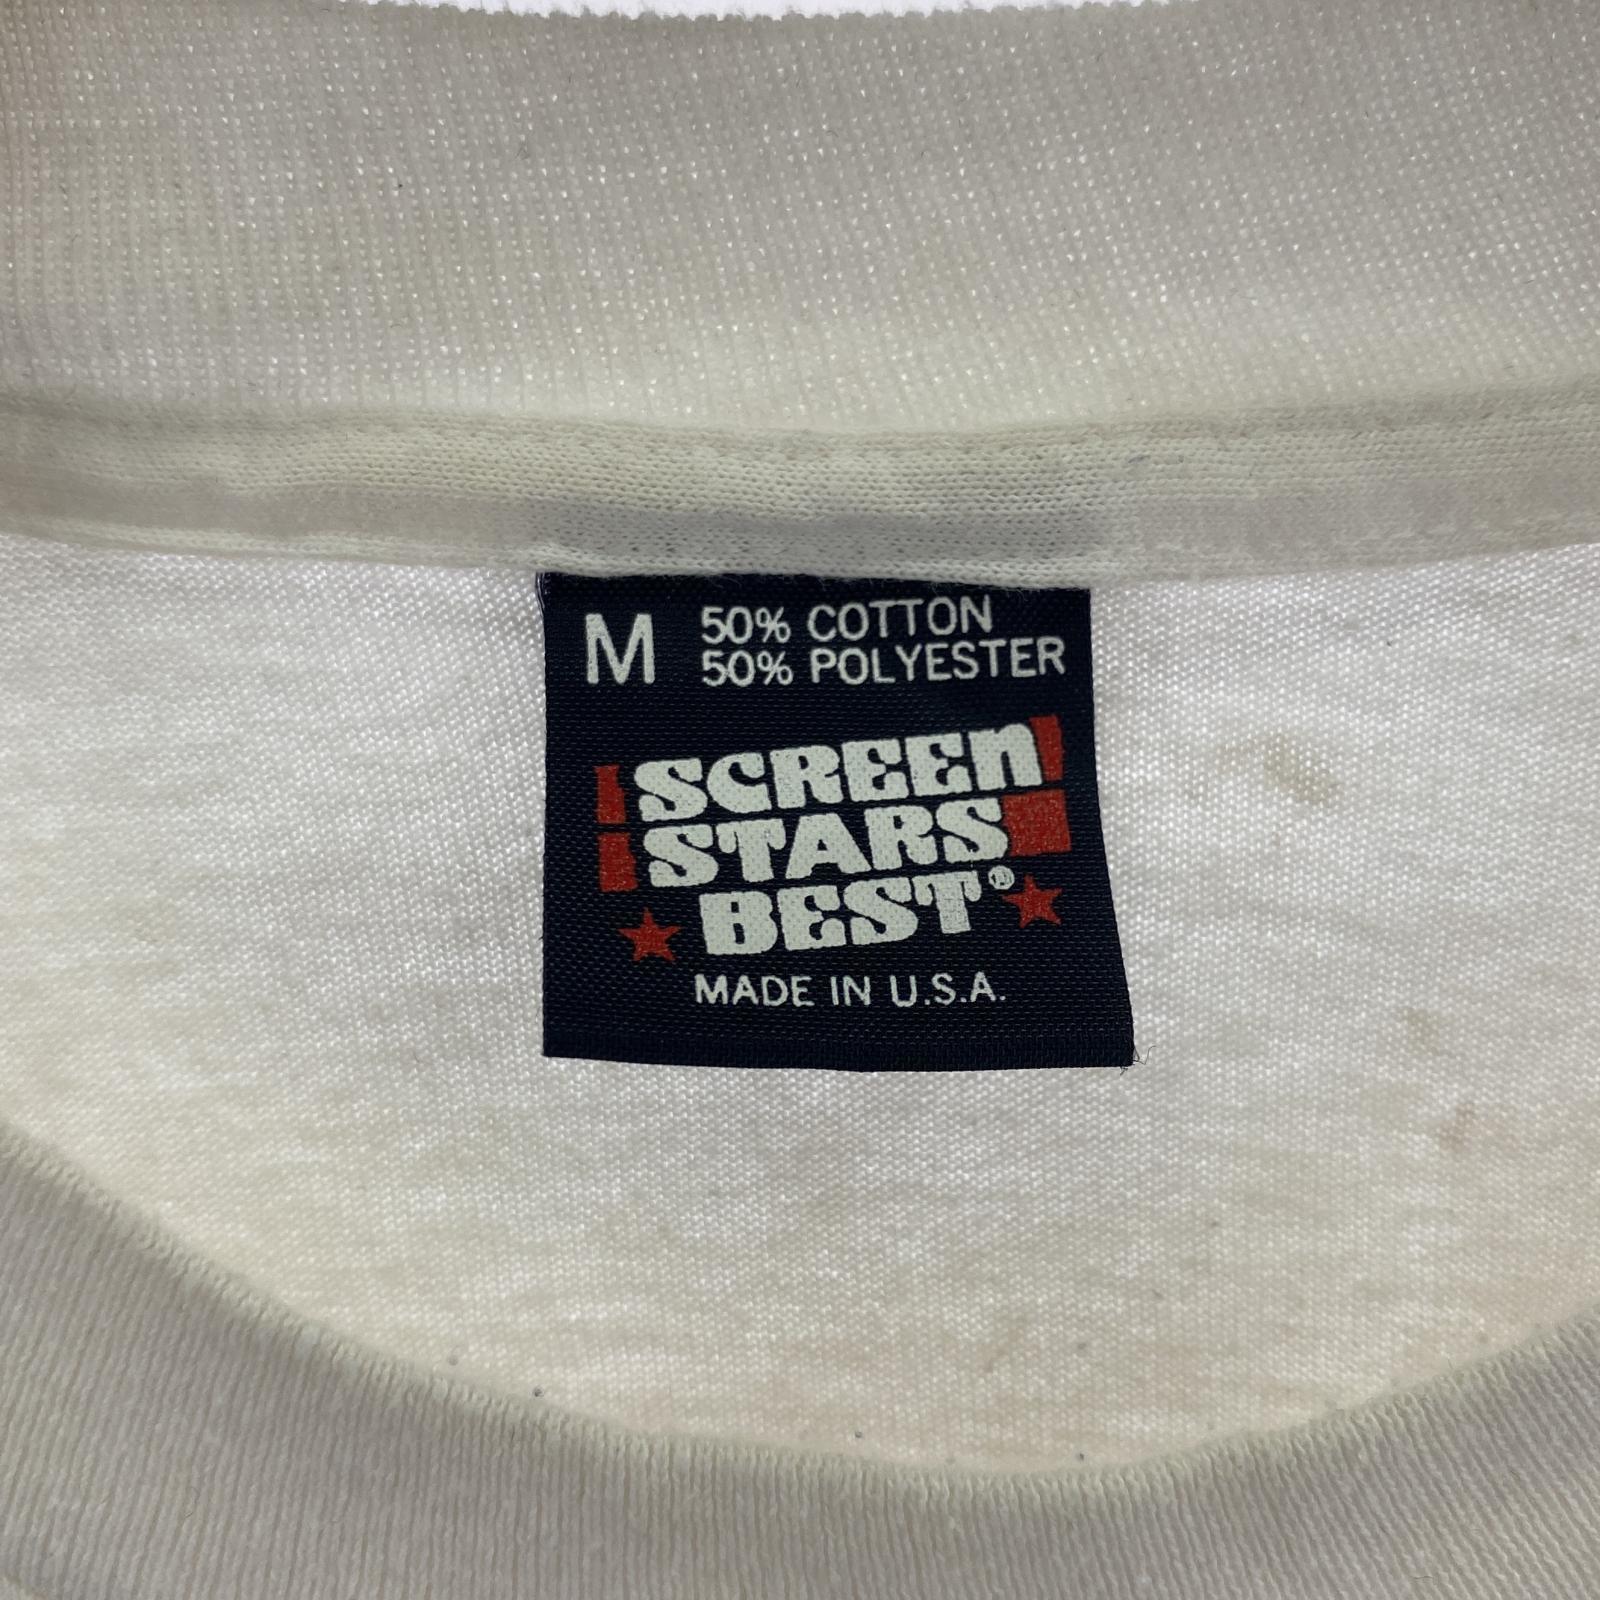 M 50% COTTON
50% POLYESTER
SCREEN
STARS
BEST®
MADE IN U.S.A.